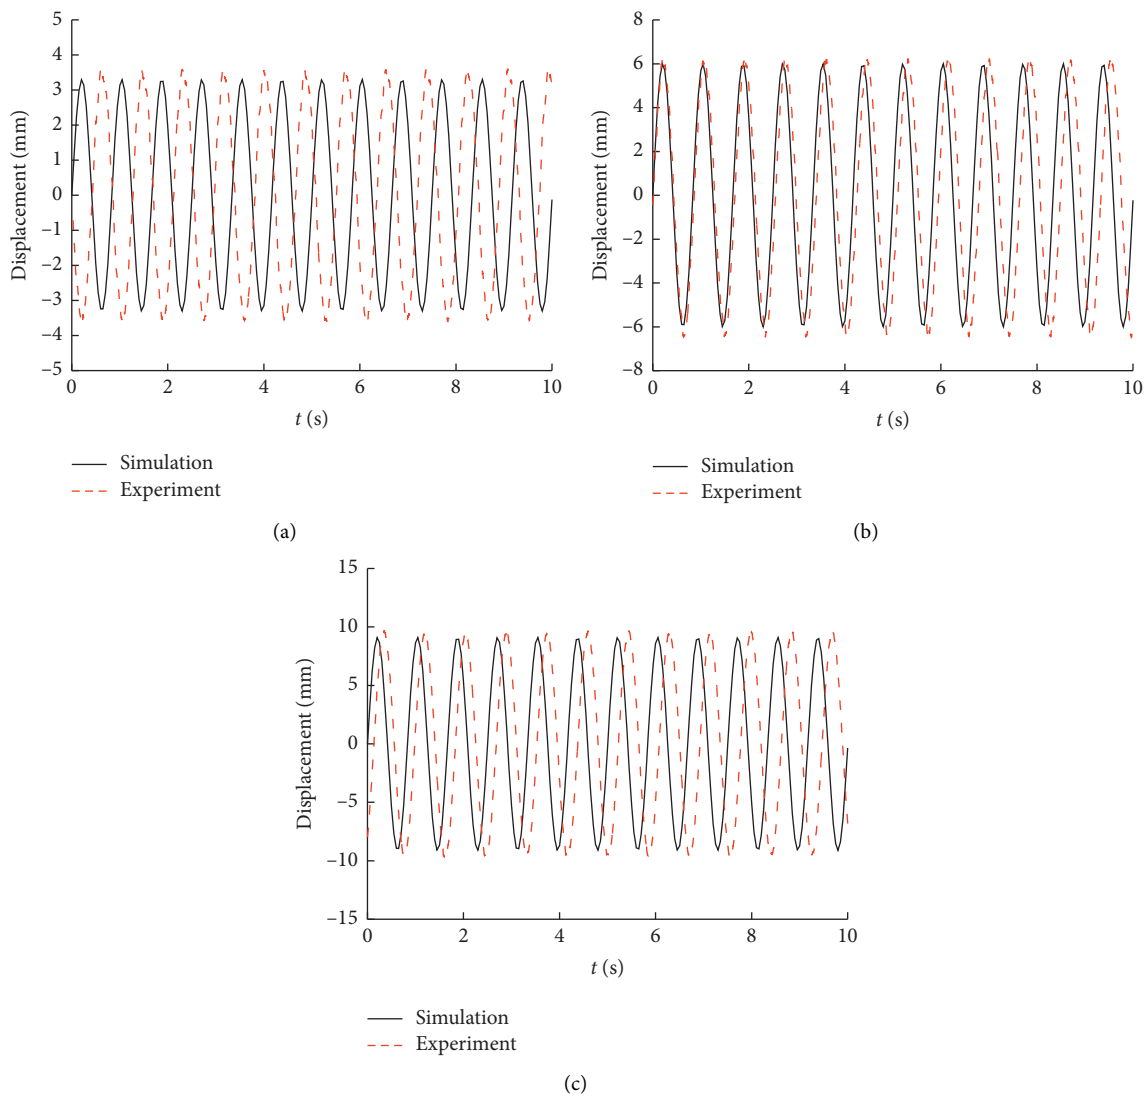 5
4
3
2
1
0
−1
−2
−3
−4
−5
Displacement (mm)
0 2 4 6 8 10
t (s)
Simulation
Experiment
(a)
8
6
4
2
0
−2
−4
−6
−8
Displacement (mm)
0 2 4 6 8 10
t (s)
Simulation
Experiment
(b)
15
10
5
0
−5
−10
−15
Displacement (mm)
0 2 4 6 8 10
t (s)
Simulation
Experiment
(c)